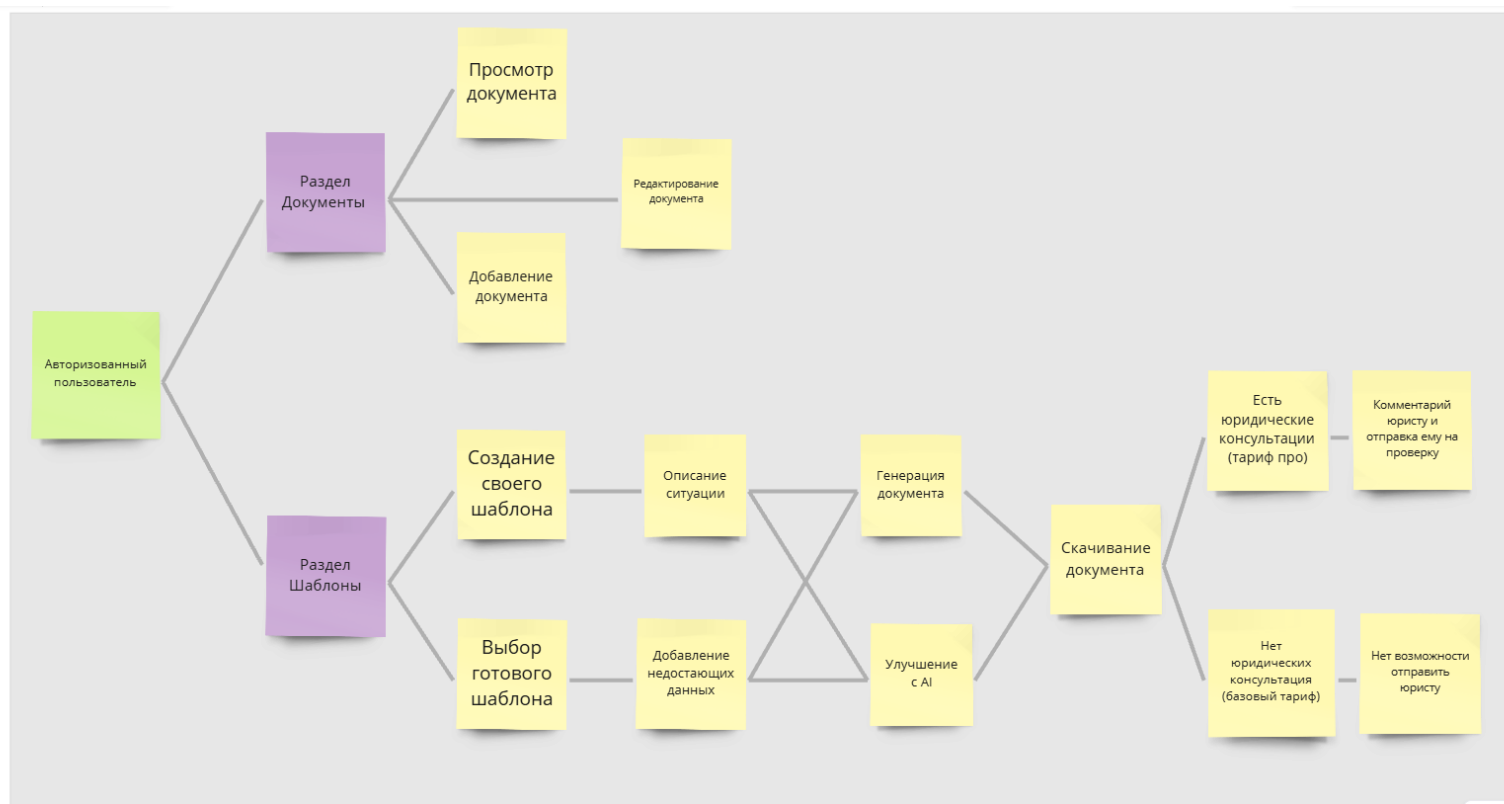 Просмотр
документа
Раздел
Документы
Редактирование
документа
Добавление
документа
Авторизованный
пользователь
Создание
своего
шаблона
Описание
ситуации
Генерация
документа
Есть
юридические
консультации
(тариф про)
Комментарий
юристу и
отправка ему на
проверку
Раздел
Шаблоны
Скачивание
документа
Выбор
готового
шаблона
Добавление
недостающих
данных
Улучшение
с AI
Нет
юридических
консультация
(базовый тариф)
Нет возможности
отправить
юристу